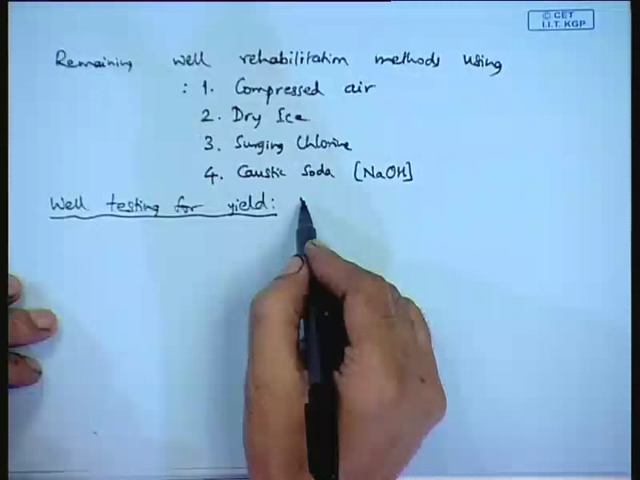 © CET
I.I.T. KGP
Remaining well rehabilitation methods using
: 1. Compressed air
2. Dry Ice
3. Surging Chlorine
4. Caustic Soda [NaOH]
Well testing for yield: